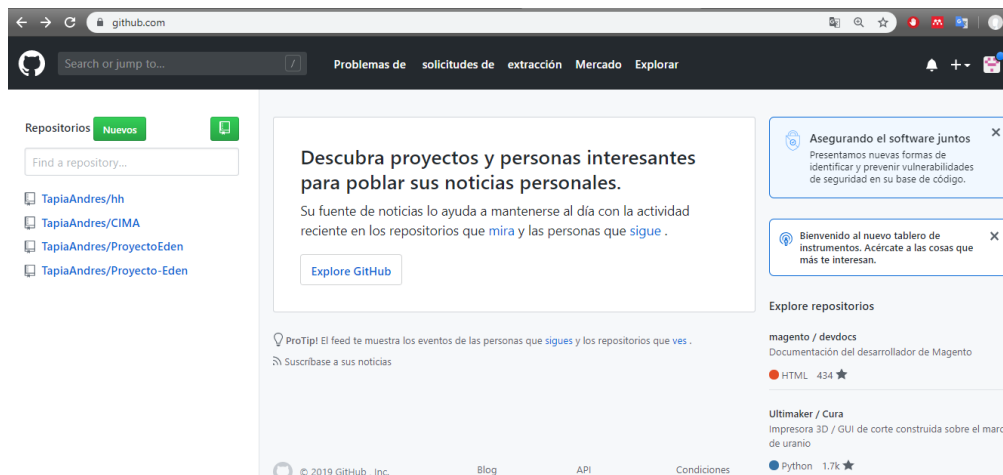 github.com
Search or jump to...
/
Problemas de solicitudes de extracción Mercado Explorar
Repositorios Nuevos
Find a repository...
TapiaAndres/hh
TapiaAndres/CIMA
TapiaAndres/ProyectoEden
TapiaAndres/Proyecto-Eden
Descubra proyectos y personas interesantes
para poblar sus noticias personales.
Su fuente de noticias lo ayuda a mantenerse al día con la actividad
reciente en los repositorios que mira y las personas que sigue .
Explore GitHub
ProTip! El feed te muestra los eventos de las personas que sigues y los repositorios que ves .
Suscríbase a sus noticias
© 2019 GitHub , Inc.
Blog
API
Condiciones
Asegurando el software juntos
Presentamos nuevas formas de
identificar y prevenir vulnerabilidades
de seguridad en su base de código.
Bienvenido al nuevo tablero de
instrumentos. Acércate a las cosas que
más te interesan.
Explore repositorios
magento / devdocs
Documentación del desarrollador de Magento
HTML 434
Ultimaker / Cura
Impresora 3D / GUI de corte construida sobre el marc
de uranio
Python 1.7k